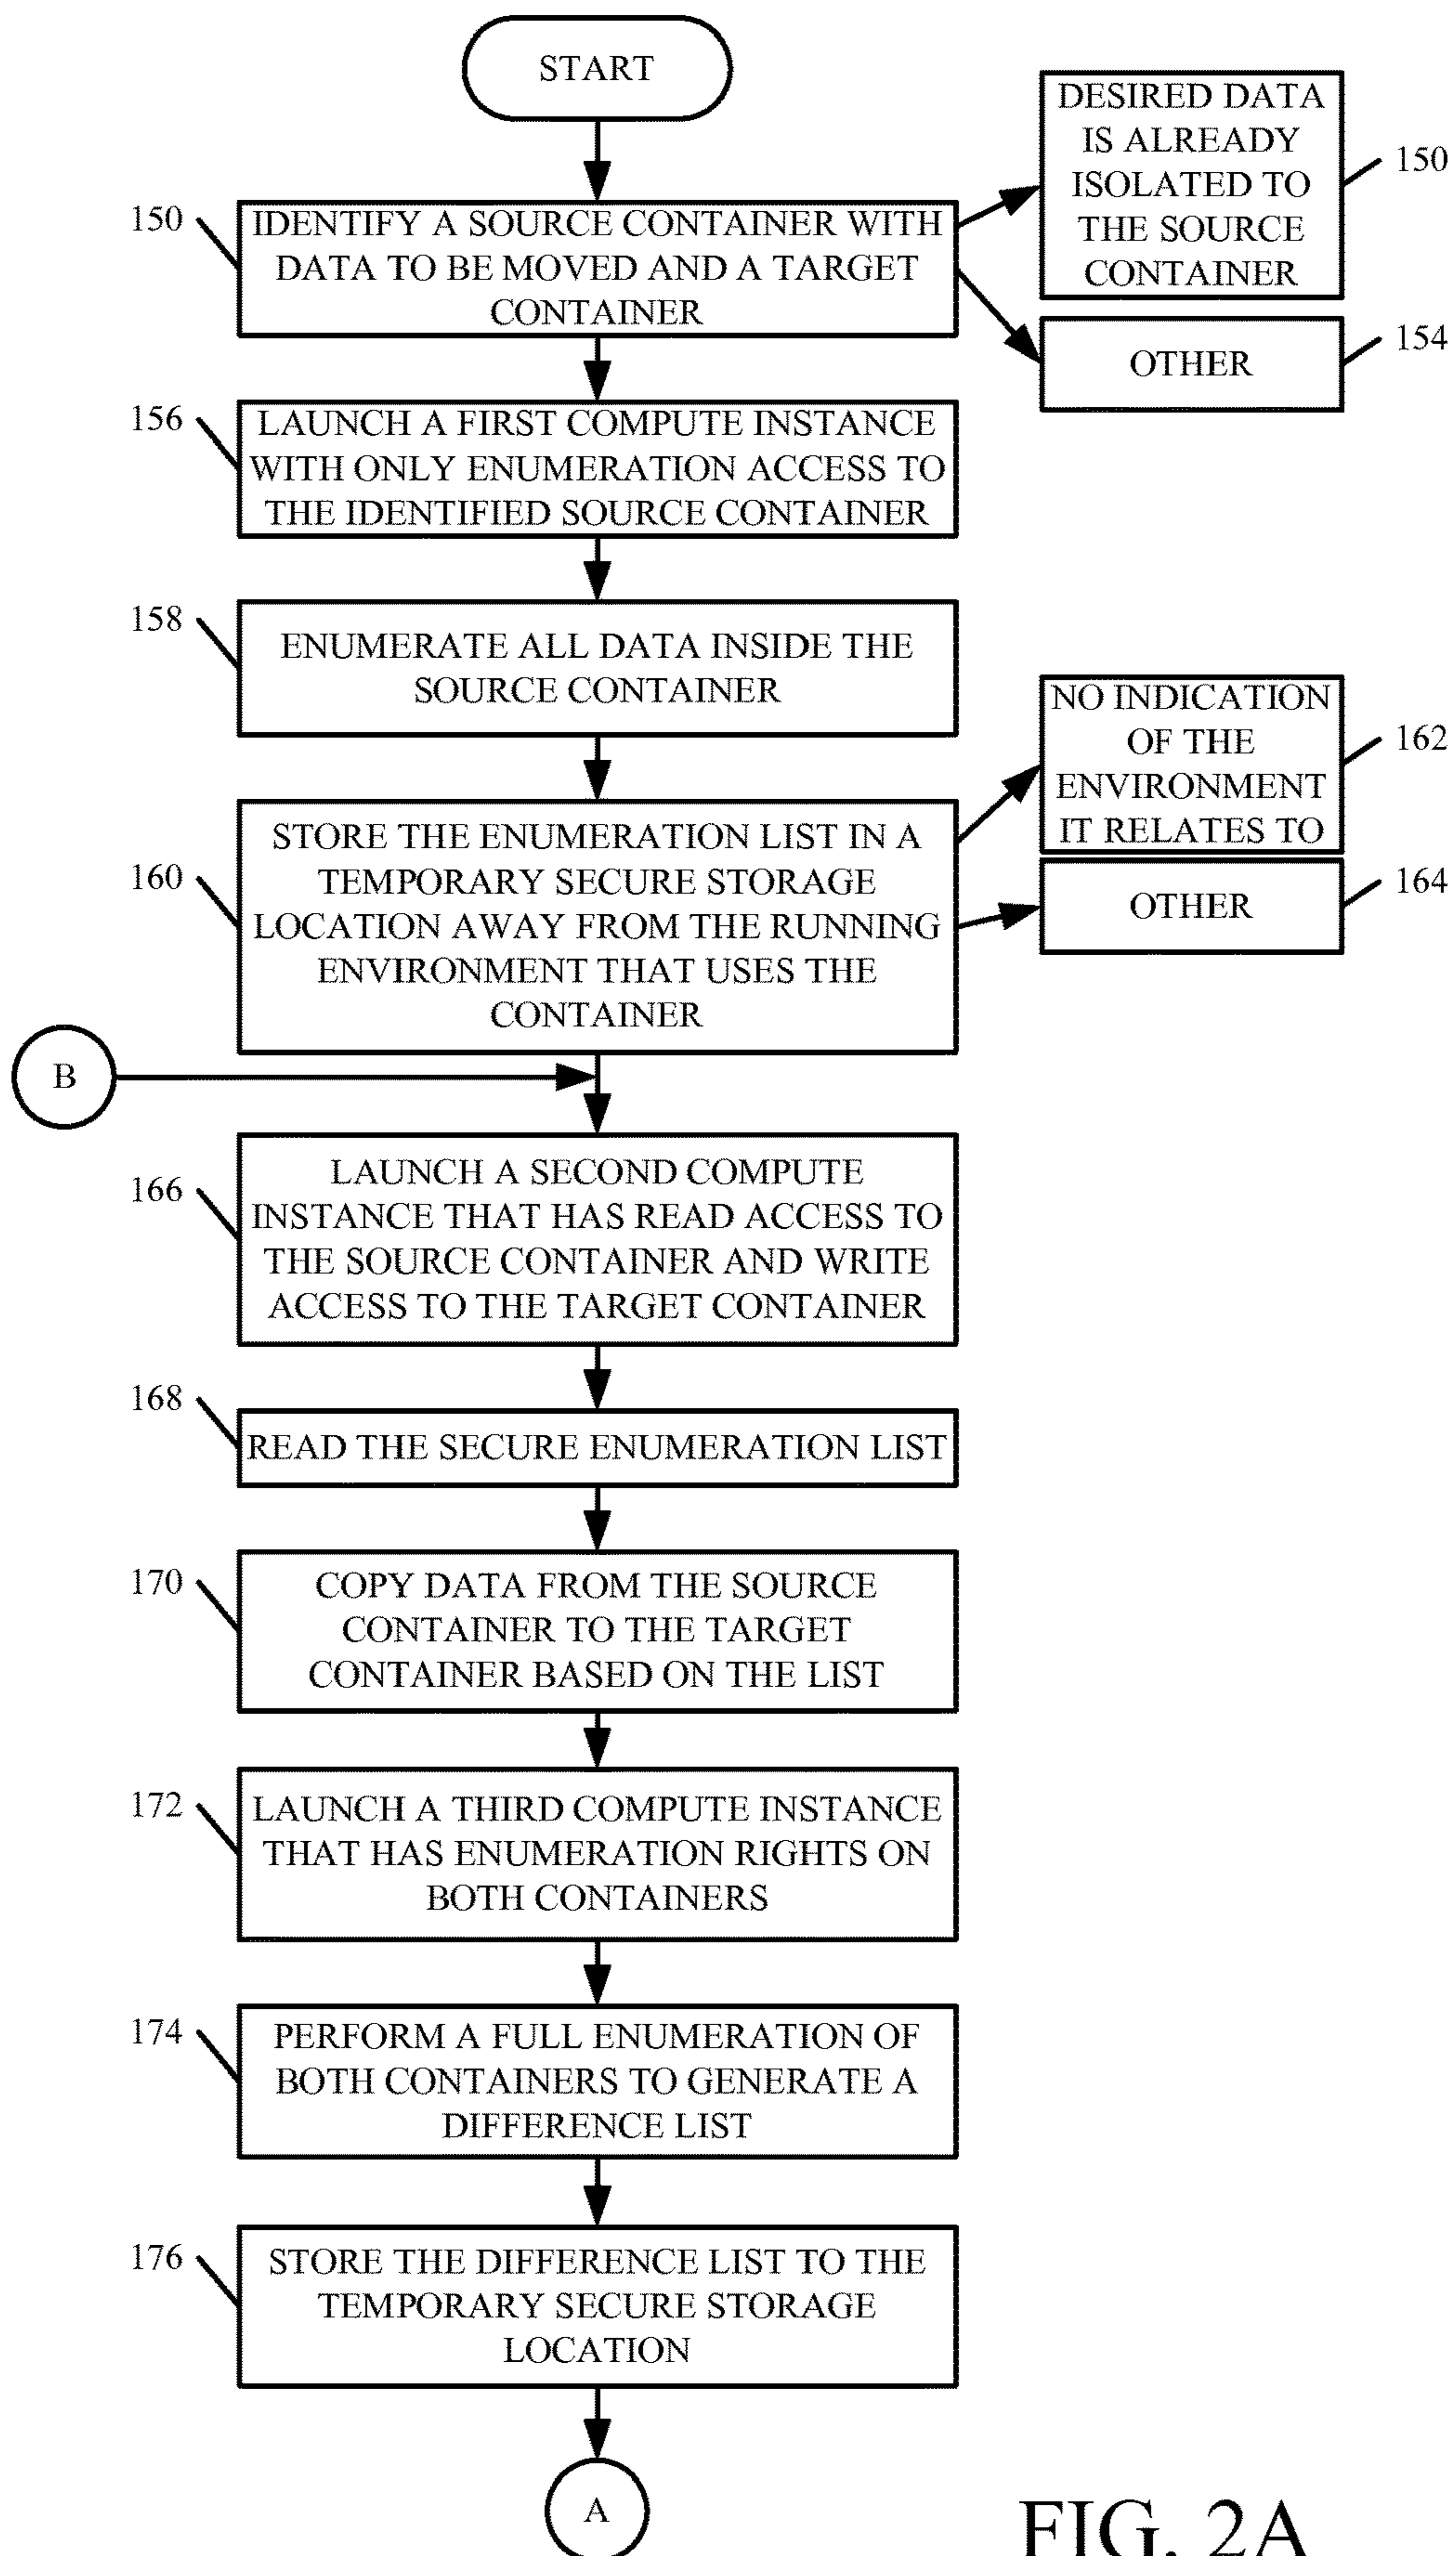 START
150
IDENTIFY A SOURCE CONTAINER WITH
DATA TO BE MOVED AND A TARGET
CONTAINER
DESIRED DATA
IS ALREADY
ISOLATED TO
THE SOURCE
CONTAINER
150
OTHER
154
156
LAUNCH A FIRST COMPUTE INSTANCE
WITH ONLY ENUMERATION ACCESS TO
THE IDENTIFIED SOURCE CONTAINER
158
ENUMERATE ALL DATA INSIDE THE
SOURCE CONTAINER
160
STORE THE ENUMERATION LIST IN A
TEMPORARY SECURE STORAGE
LOCATION AWAY FROM THE RUNNING
ENVIRONMENT THAT USES THE
CONTAINER
NO INDICATION
OF THE
ENVIRONMENT
IT RELATES TO
162
OTHER
164
B
166
LAUNCH A SECOND COMPUTE
INSTANCE THAT HAS READ ACCESS TO
THE SOURCE CONTAINER AND WRITE
ACCESS TO THE TARGET CONTAINER
168
READ THE SECURE ENUMERATION LIST
170
COPY DATA FROM THE SOURCE
CONTAINER TO THE TARGET
CONTAINER BASED ON THE LIST
172
LAUNCH A THIRD COMPUTE INSTANCE
THAT HAS ENUMERATION RIGHTS ON
BOTH CONTAINERS
174
PERFORM A FULL ENUMERATION OF
BOTH CONTAINERS TO GENERATE A
DIFFERENCE LIST
176
STORE THE DIFFERENCE LIST TO THE
TEMPORARY SECURE STORAGE
LOCATION
A
FIG. 2A